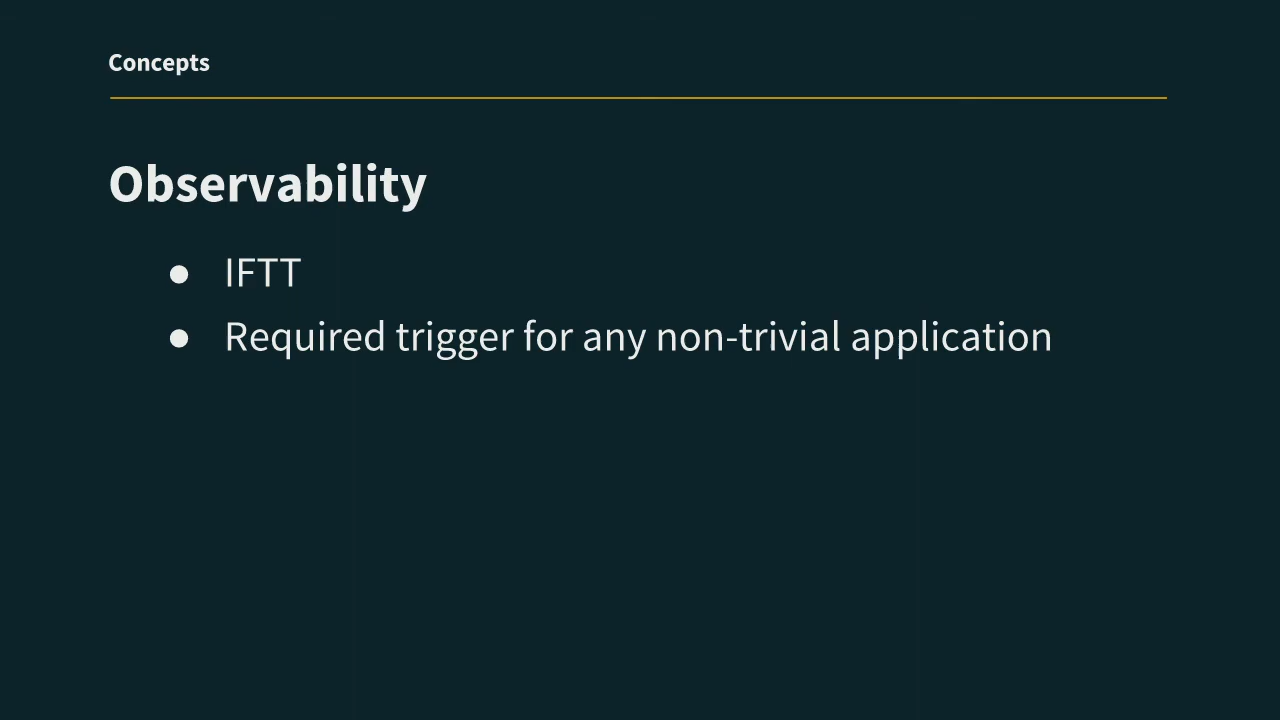 Concepts
Observability
● IFTT
● Required trigger for any non-trivial application